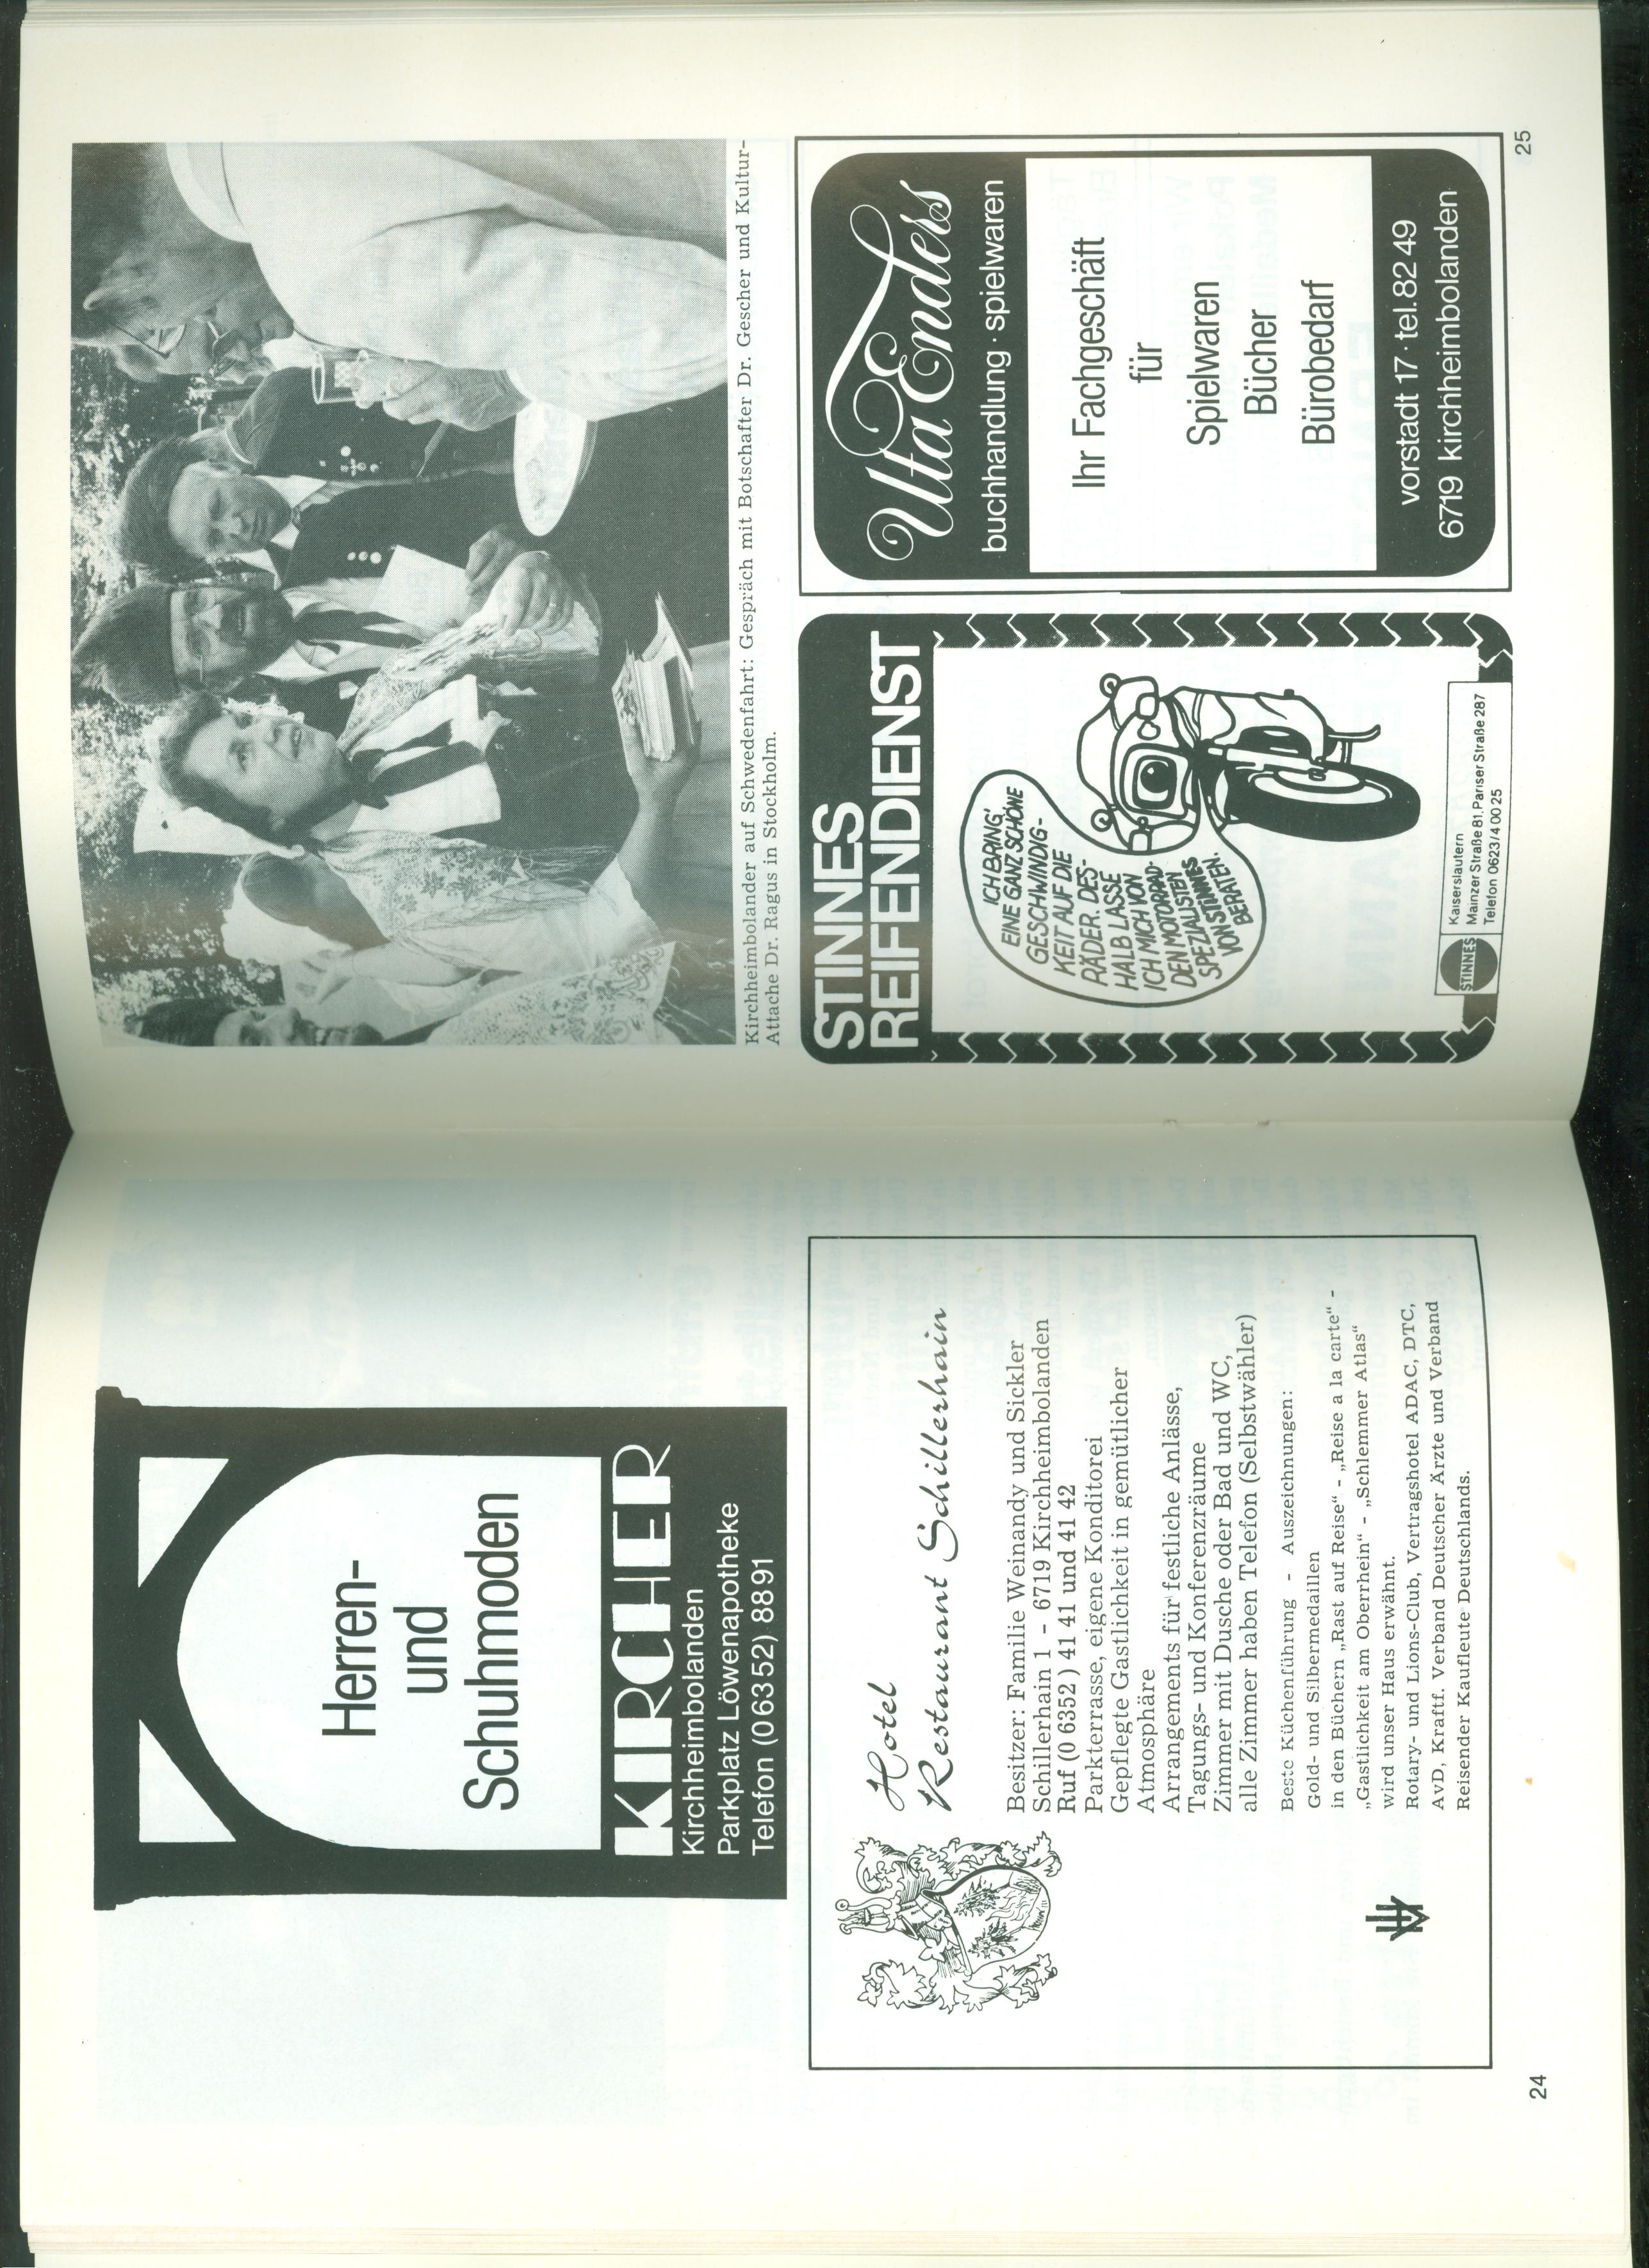 Herren-
und
Schuhmoden
KIRCHER
Kirchheimbolanden
Parkplatz Löwenapotheke
Telefon (06352) 8891
Hotel
Restaurant Schillerhain
Besitzer: Familie Weinandy und Sickler
Schillerhain 1 - 6719 Kirchheimbolanden
Ruf (0 6352) 41 41 und 41 42
Parkterrasse, eigene Konditorei
Gepflegte Gastlichkeit in gemütlicher
Atmosphäre
Arrangements für festliche Anlässe,
Tagungs- und Konferenzräume
Zimmer mit Dusche oder Bad und WC,
alle Zimmer haben Telefon (Selbstwähler)
Beste Küchenführung - Auszeichnungen:
Gold- und Silbermedaillen
in den Büchern „Rast auf Reise“ - „Reise a la carte“ -
„Gastlichkeit am Oberrhein“ - „Schlemmer Atlas“
wird unser Haus erwähnt.
Rotary- und Lions-Club, Vertragshotel ADAC, DTC,
AvD, Kraftf. Verband Deutscher Ärzte und Verband
Reisender Kaufleute Deutschlands.
24
Kirchheimbolander auf Schwedenfahrt: Gespräch mit Botschafter Dr. Gescher und Kultur-
Attache Dr. Ragus in Stockholm.
STINNES
REIFENDIENST
ICH BRING'
EINE GANZ SCHÖNE
GESCHWINDIG-
KEIT AUF DIE
RÄDER. DES-
HALB LASSE
ICH MICH VON
DEN MOTORRAD-
SPEZIALISTEN
VON STINNES
BERATEN.
STINNES
Kaiserslautern
Mainzer Straße 81, Pariser Straße 287
Telefon 0623/4 00 25
Uta Enders
buchhandlung · spielwaren
Ihr Fachgeschäft
für
Spielwaren
Bücher
Bürobedarf
vorstadt 17 · tel. 82 49
6719 kirchheimbolanden
25